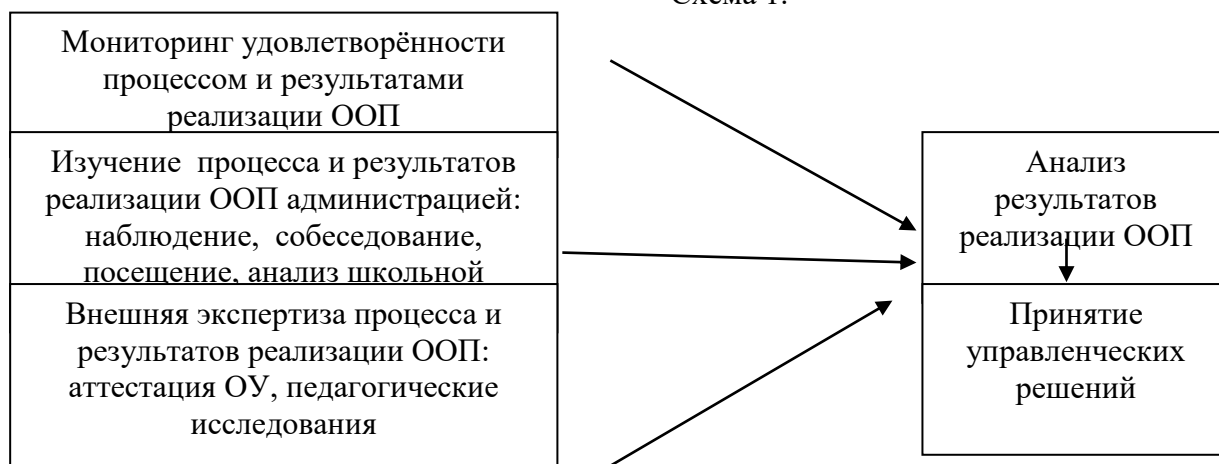 Схема 1.
Мониторинг удовлетворённости
процессом и результатами
реализации ООП
Изучение процесса и результатов
реализации ООП администрацией:
наблюдение, собеседование,
посещение, анализ школьной
Внешняя экспертиза процесса и
результатов реализации ООП:
аттестация ОУ, педагогические
исследования
Анализ
результатов
реализации ООП
Принятие
управленческих
решений